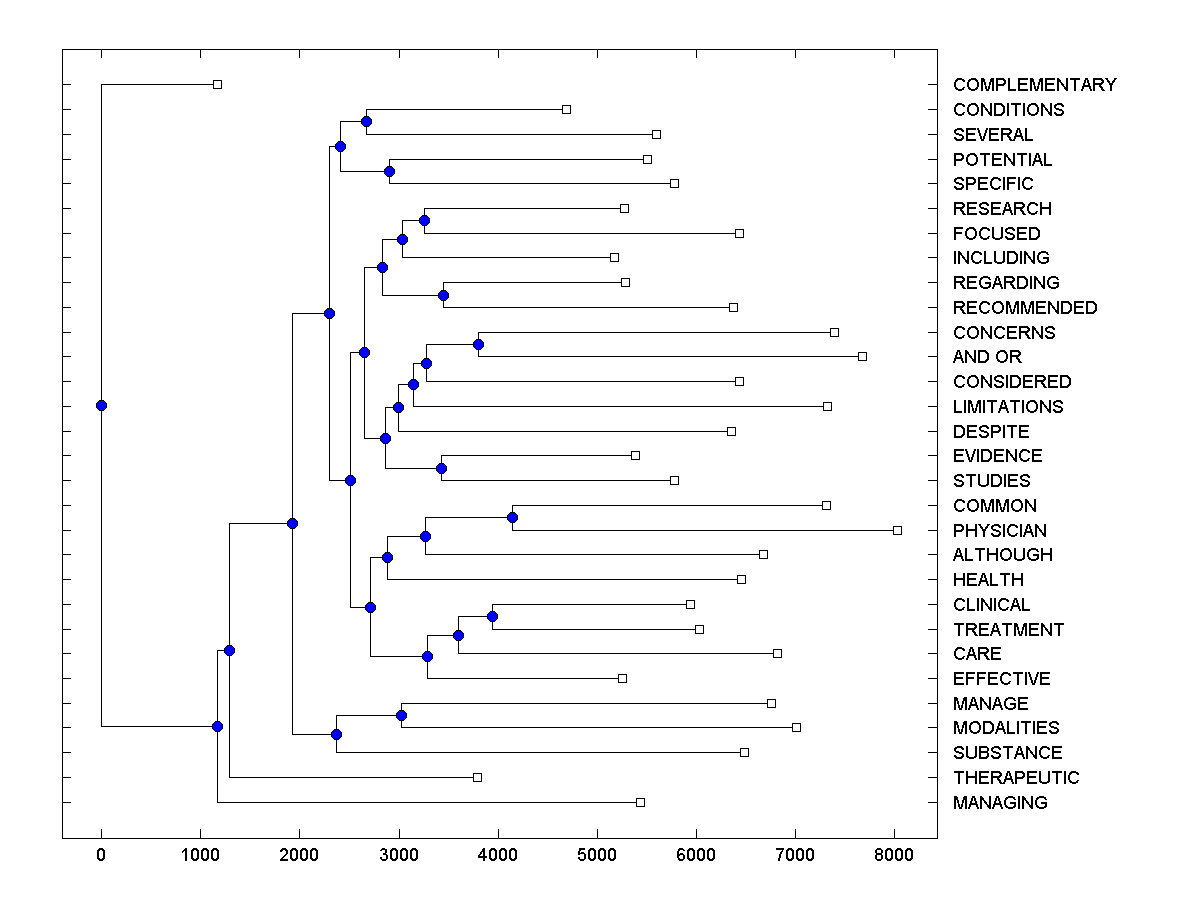 COMPLEMENTARY
CONDITIONS
SEVERAL
POTENTIAL
SPECIFIC
RESEARCH
FOCUSED
INCLUDING
REGARDING
RECOMMENDED
CONCERNS
AND OR
CONSIDERED
LIMITATIONS
DESPITE
EVIDENCE
STUDIES
COMMON
PHYSICIAN
ALTHOUGH
HEALTH
CLINICAL
TREATMENT
CARE
EFFECTIVE
MANAGE
MODALITIES
SUBSTANCE
THERAPEUTIC
MANAGING
0 1000 2000 3000 4000 5000 6000 7000 8000